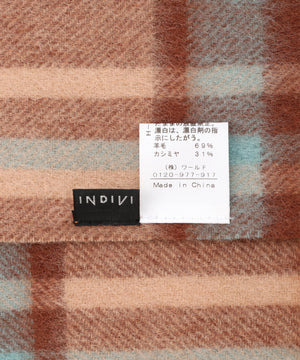 漂白は、漂白剤の指
示にしたがう。
羊毛 69%
カシミヤ 31%
(株) ワールド
0120-977-917
Made in China
INDIVI